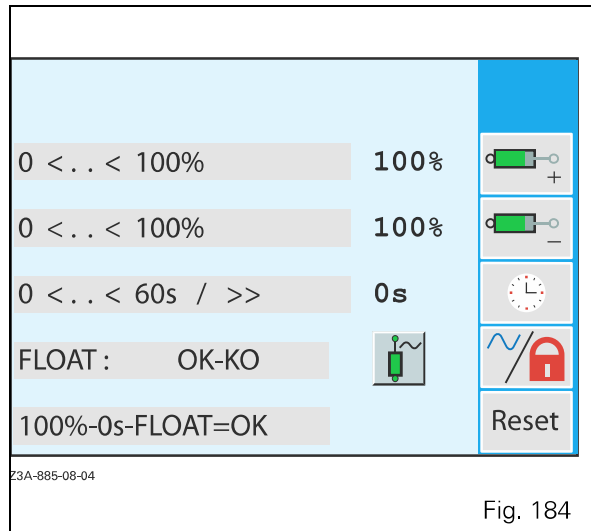 0 <..< 100% 100% +
0 <..< 100% 100% –
0 <..< 60s / >> 0s
FLOAT : OK-KO
100%-0s-FLOAT=OK Reset
Z3A-885-08-04
Fig. 184